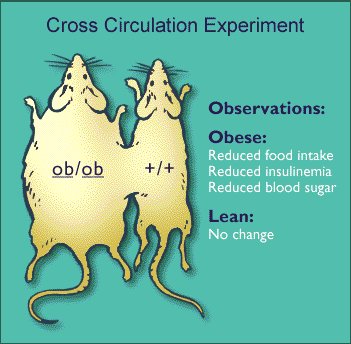 Cross Circulation Experiment
ob/ob
+/+
Observations:
Obese:
Reduced food intake
Reduced insulinemia
Reduced blood sugar
Lean:
No change